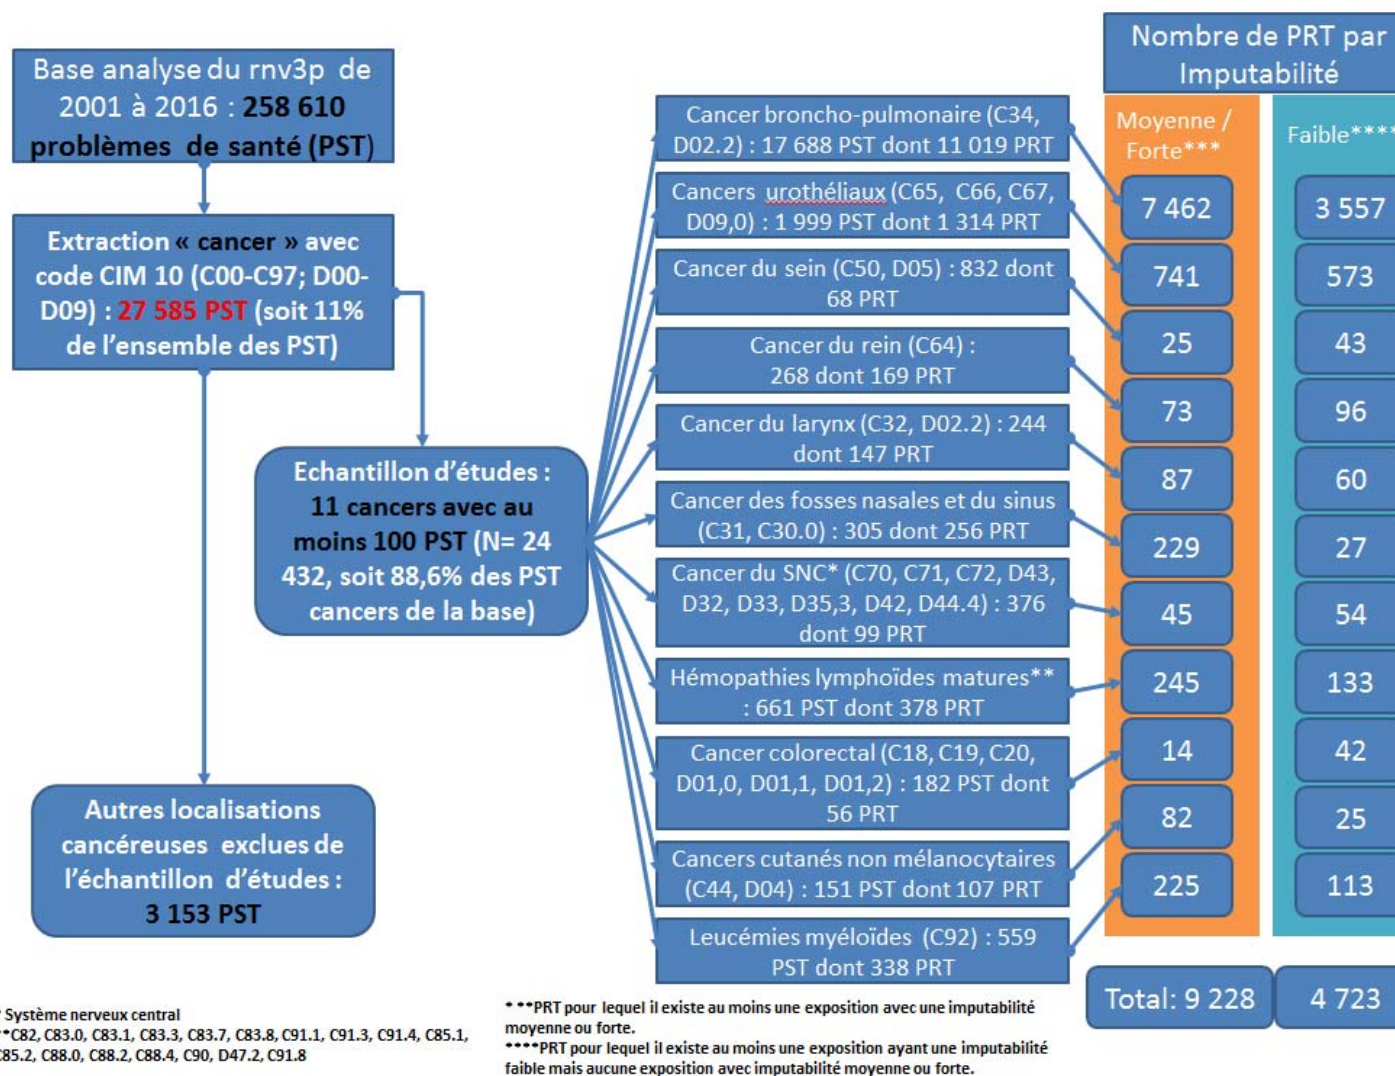 Base analyse du rnv3p de
2001 à 2016 : 258 610
problèmes de santé (PST)
Extraction « cancer » avec
code CIM 10 (C00-C97; D00-
D09) : 27 585 PST (soit 11%
de l'ensemble des PST)
Echantillon d'études :
11 cancers avec au
moins 100 PST (N= 24
432, soit 88,6% des PST
cancers de la base)
Autres localisations
cancéreuses exclues de
l'échantillon d'études :
3 153 PST
Nombre de PRT par
Imputabilité
Moyenne /
Forte***
Faible****
Cancer broncho-pulmonaire (C34,
D02.2) : 17 688 PST dont 11 019 PRT
7 462
3 557
Cancers urothéliaux (C65, C66, C67,
D09,0) : 1 999 PST dont 1 314 PRT
741
573
Cancer du sein (C50, D05) : 832 dont
68 PRT
25
43
Cancer du rein (C64) :
268 dont 169 PRT
73
96
Cancer du larynx (C32, D02.2) : 244
dont 147 PRT
87
60
Cancer des fosses nasales et du sinus
(C31, C30.0) : 305 dont 256 PRT
229
27
Cancer du SNC* (C70, C71, C72, D43,
D32, D33, D35,3, D42, D44.4) : 376
dont 99 PRT
45
54
Hémopathies lymphoïdes matures**
: 661 PST dont 378 PRT
245
133
Cancer colorectal (C18, C19, C20,
D01,0, D01,1, D01,2) : 182 PST dont
56 PRT
14
42
Cancers cutanés non mélanocytaires
(C44, D04) : 151 PST dont 107 PRT
82
25
Leucémies myéloïdes (C92) : 559
PST dont 338 PRT
225
113
Total: 9 228
4 723
* Système nerveux central
**C82, C83.0, C83.1, C83.3, C83.7, C83.8, C91.1, C91.3, C91.4, C85.1,
C85.2, C88.0, C88.2, C88.4, C90, D47.2, C91.8
***PRT pour lequel il existe au moins une exposition avec une imputabilité
moyenne ou forte.
****PRT pour lequel il existe au moins une exposition ayant une imputabilité
faible mais aucune exposition avec imputabilité moyenne ou forte.